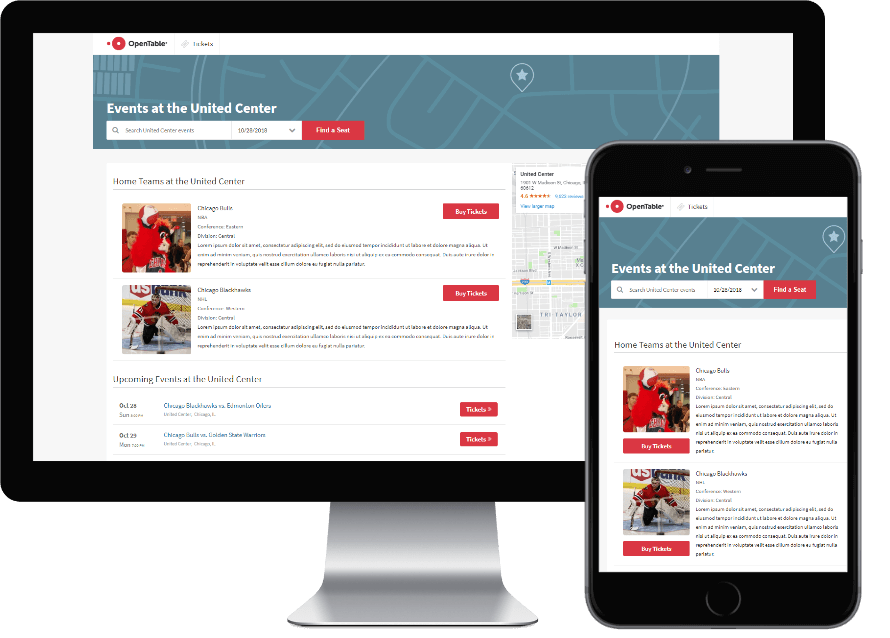 OpenTable
Tickets
Events at the United Center
Search United Center events
10/28/2018
Find a Seat
Home Teams at the United Center
Chicago Bulls
NBA
Conference: Eastern
Division: Central
Lorem ipsum dolor sit amet, consectetur adipiscing elit, sed do eiusmod tempor incididunt ut labore et dolore magna aliqua. Ut
enim ad minim veniam, quis nostrud exercitation ullamco laboris nisi ut aliquip ex ea commodo consequat. Duis aute irure dolor in
reprehenderit in voluptate velit esse cillum dolore eu fugiat nulla pariatur.
Buy Tickets
Chicago Blackhawks
NHL
Conference: Western
Division: Central
Lorem ipsum dolor sit amet, consectetur adipiscing elit, sed do eiusmod tempor incididunt ut labore et dolore magna aliqua. Ut
enim ad minim veniam, quis nostrud exercitation ullamco laboris nisi ut aliquip ex ea commodo consequat. Duis aute irure dolor in
reprehenderit in voluptate velit esse cillum dolore eu fugiat nulla pariatur.
Buy Tickets
Upcoming Events at the United Center
Oct 28
Sun
Chicago Blackhawks vs. Edmonton Oilers
United Center, Chicago, IL
Tickets
Oct 29
Mon
Chicago Bulls vs. Golden State Warriors
United Center, Chicago, IL
Tickets
United Center
1901 W Madison St, Chicago,
60612
4.6
View larger map
W Madison St
TRI TAYLOR
OpenTable
Tickets
Events at the United Center
Search United Center events
10/28/2018
Find a Seat
Home Teams at the United Center
Chicago Bulls
NBA
Conference: Eastern
Division: Central
Lorem ipsum dolor sit amet, consectetur adipiscing elit, sed do
eiusmod tempor incididunt ut labore et dolore magna aliqua. Ut
enim ad minim veniam, quis nostrud exercitation ullamco laboris
nisi ut aliquip ex ea commodo consequat. Duis aute irure dolor in
reprehenderit in voluptate velit esse cillum dolore eu fugiat nulla
pariatur.
Buy Tickets
Chicago Blackhawks
NHL
Conference: Western
Division: Central
Lorem ipsum dolor sit amet, consectetur adipiscing elit, sed do
eiusmod tempor incididunt ut labore et dolore magna aliqua. Ut
enim ad minim veniam, quis nostrud exercitation ullamco laboris
nisi ut aliquip ex ea commodo consequat. Duis aute irure dolor in
reprehenderit in voluptate velit esse cillum dolore eu fugiat nulla
pariatur.
Buy Tickets